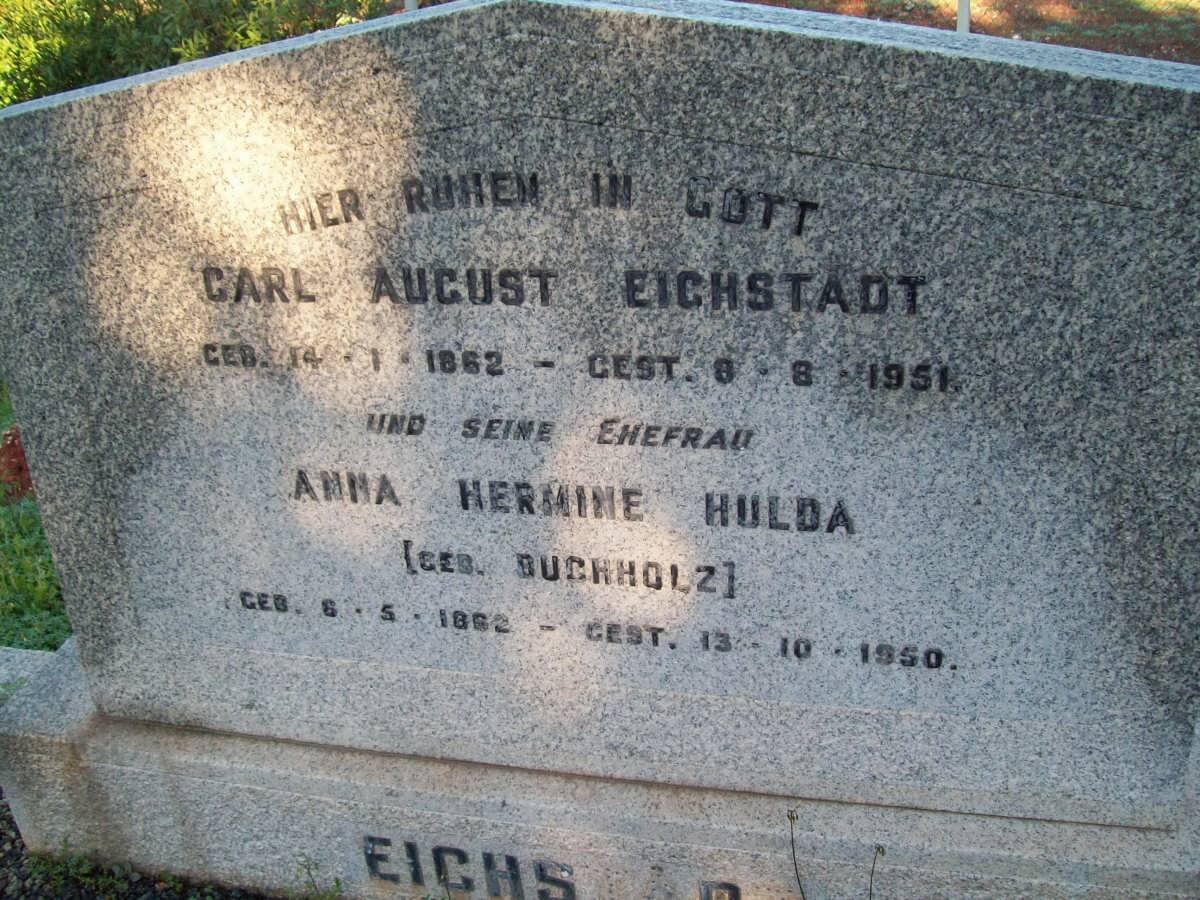 HIER RUHEN IN GOTT
CARL AUGUST EICHSTADT
GEB. 14 · 1 · 1862 – GEST. 8 · 8 · 1951.
UND SEINE EHEFRAU
ANNA HERMINE HULDA
[GEB. BUCHHOLZ]
GEB. 6 · 5 · 1862 – GEST. 13 · 10 · 1950.